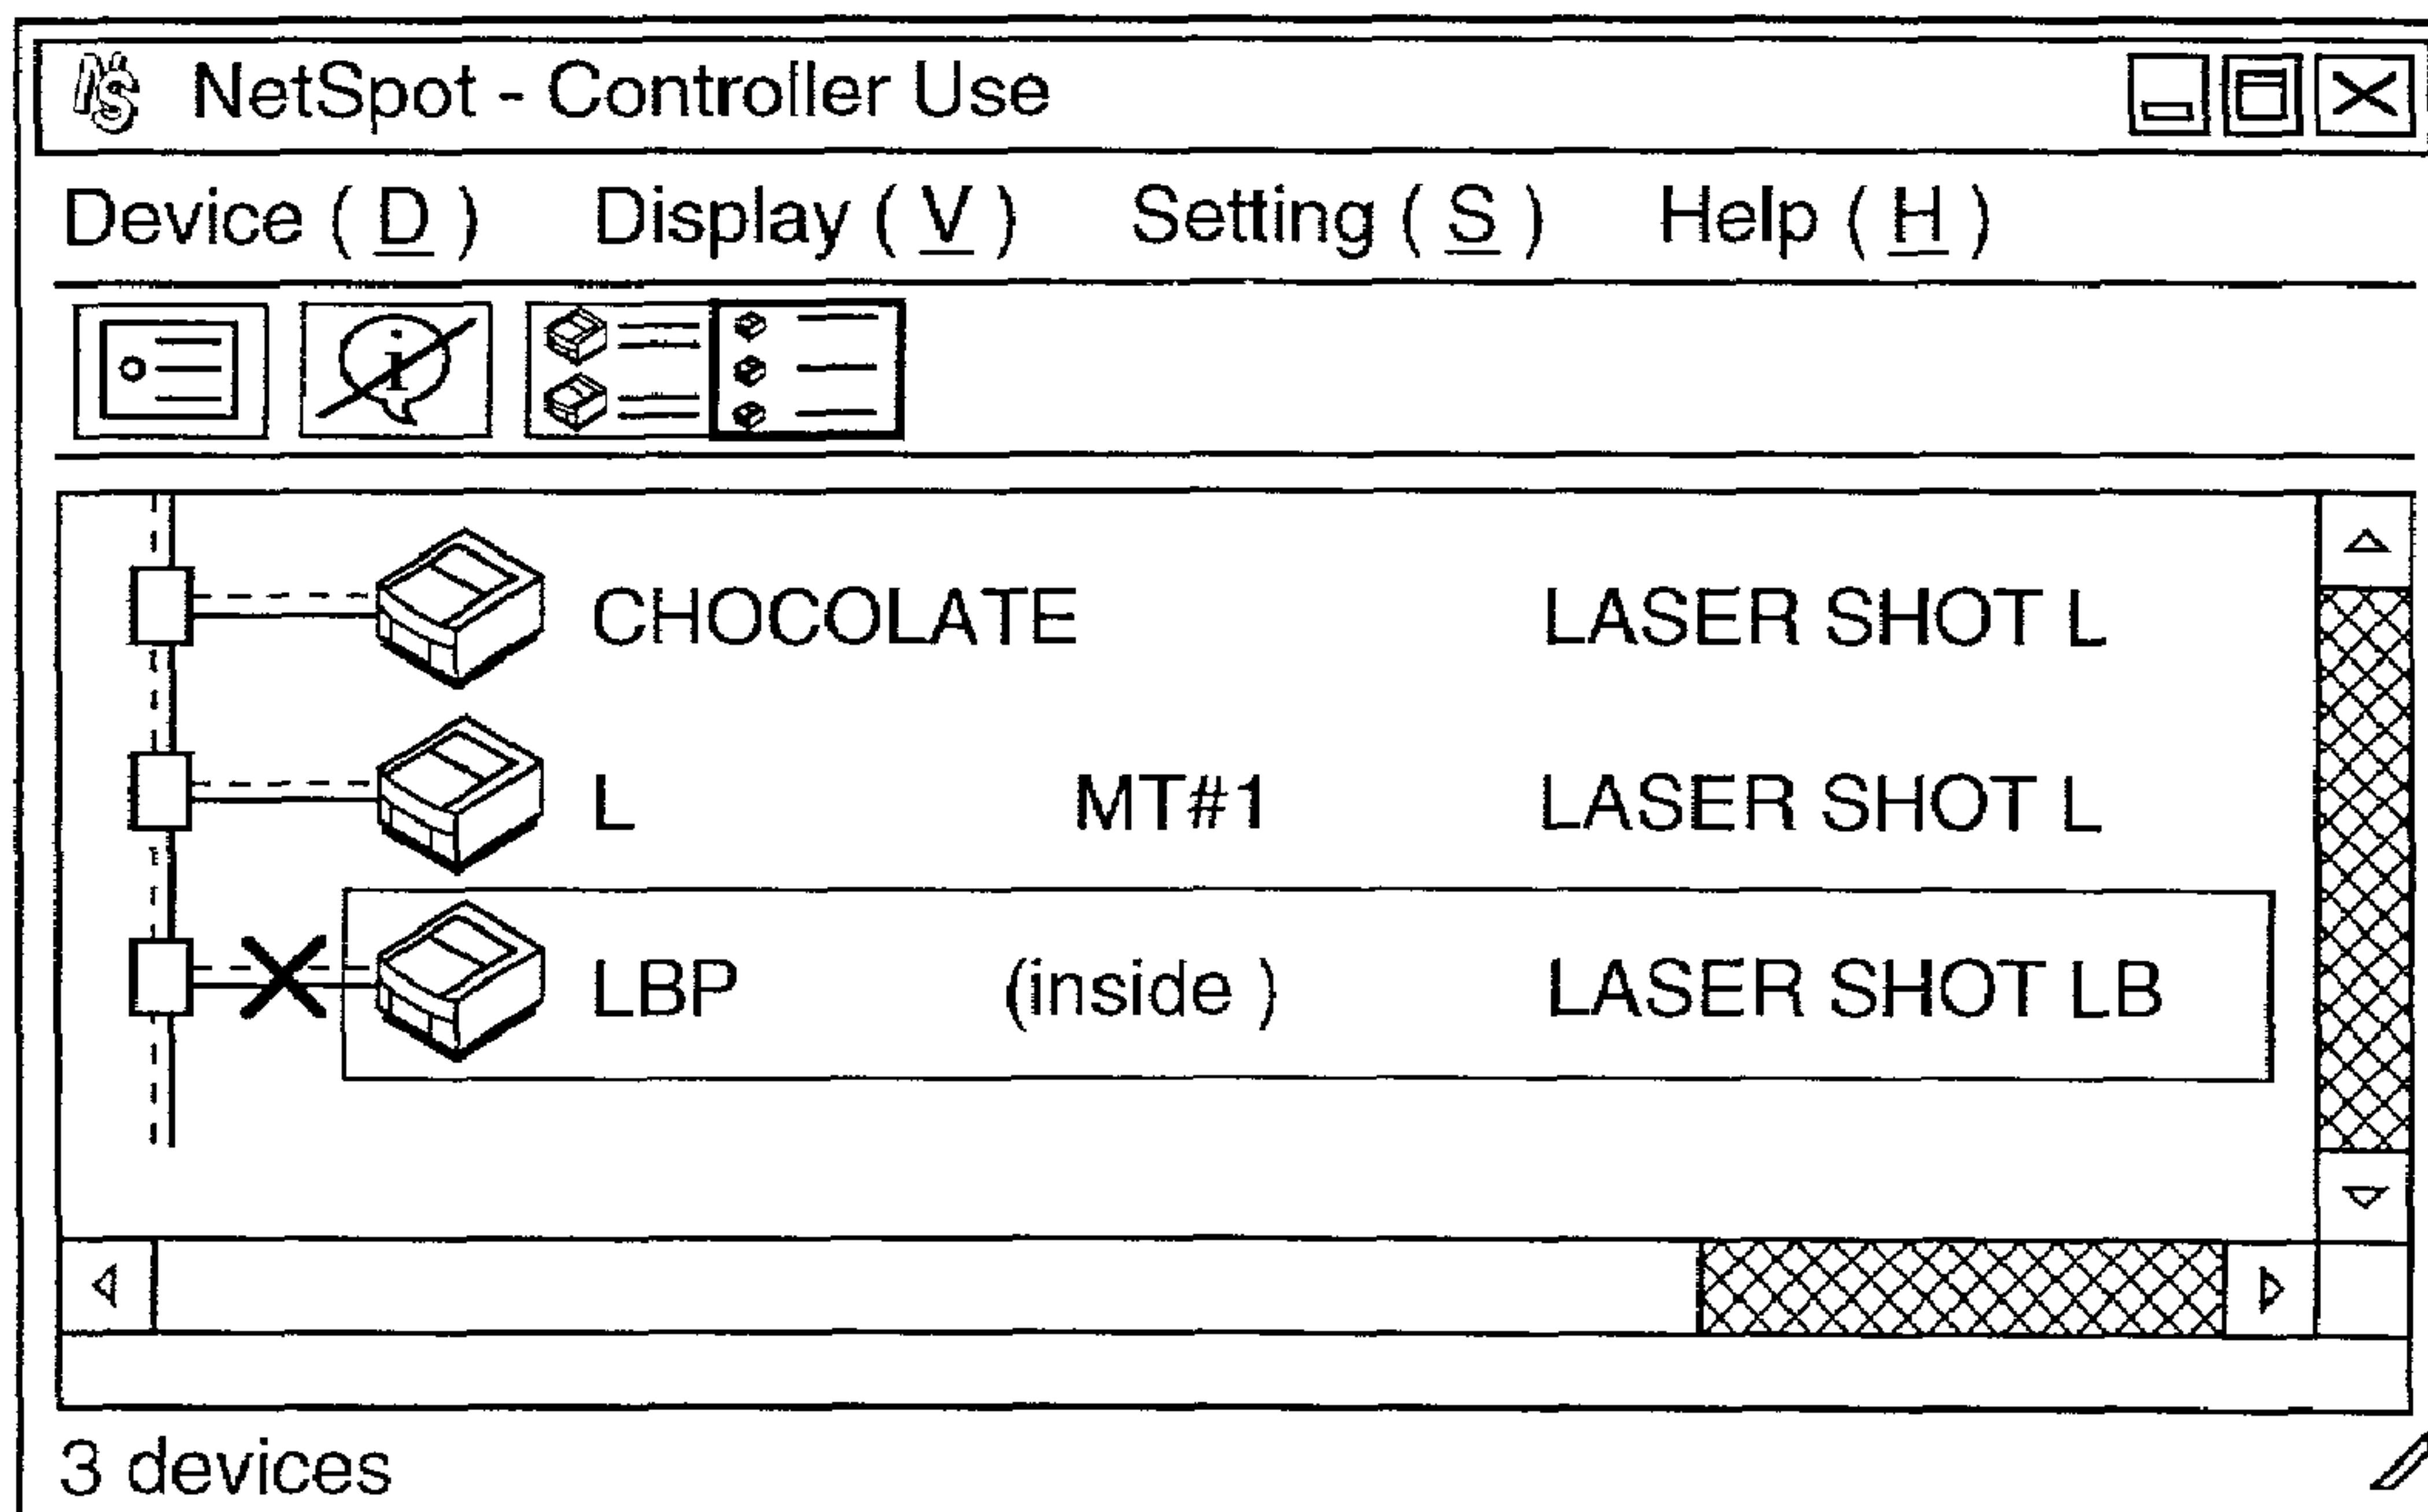 NS NetSpot - Controller Use
Device ( D ) Display ( V ) Setting ( S ) Help ( H )
i
CHOCOLATE LASER SHOT L
L MT#1 LASER SHOT L
LBP (inside ) LASER SHOT LB
3 devices